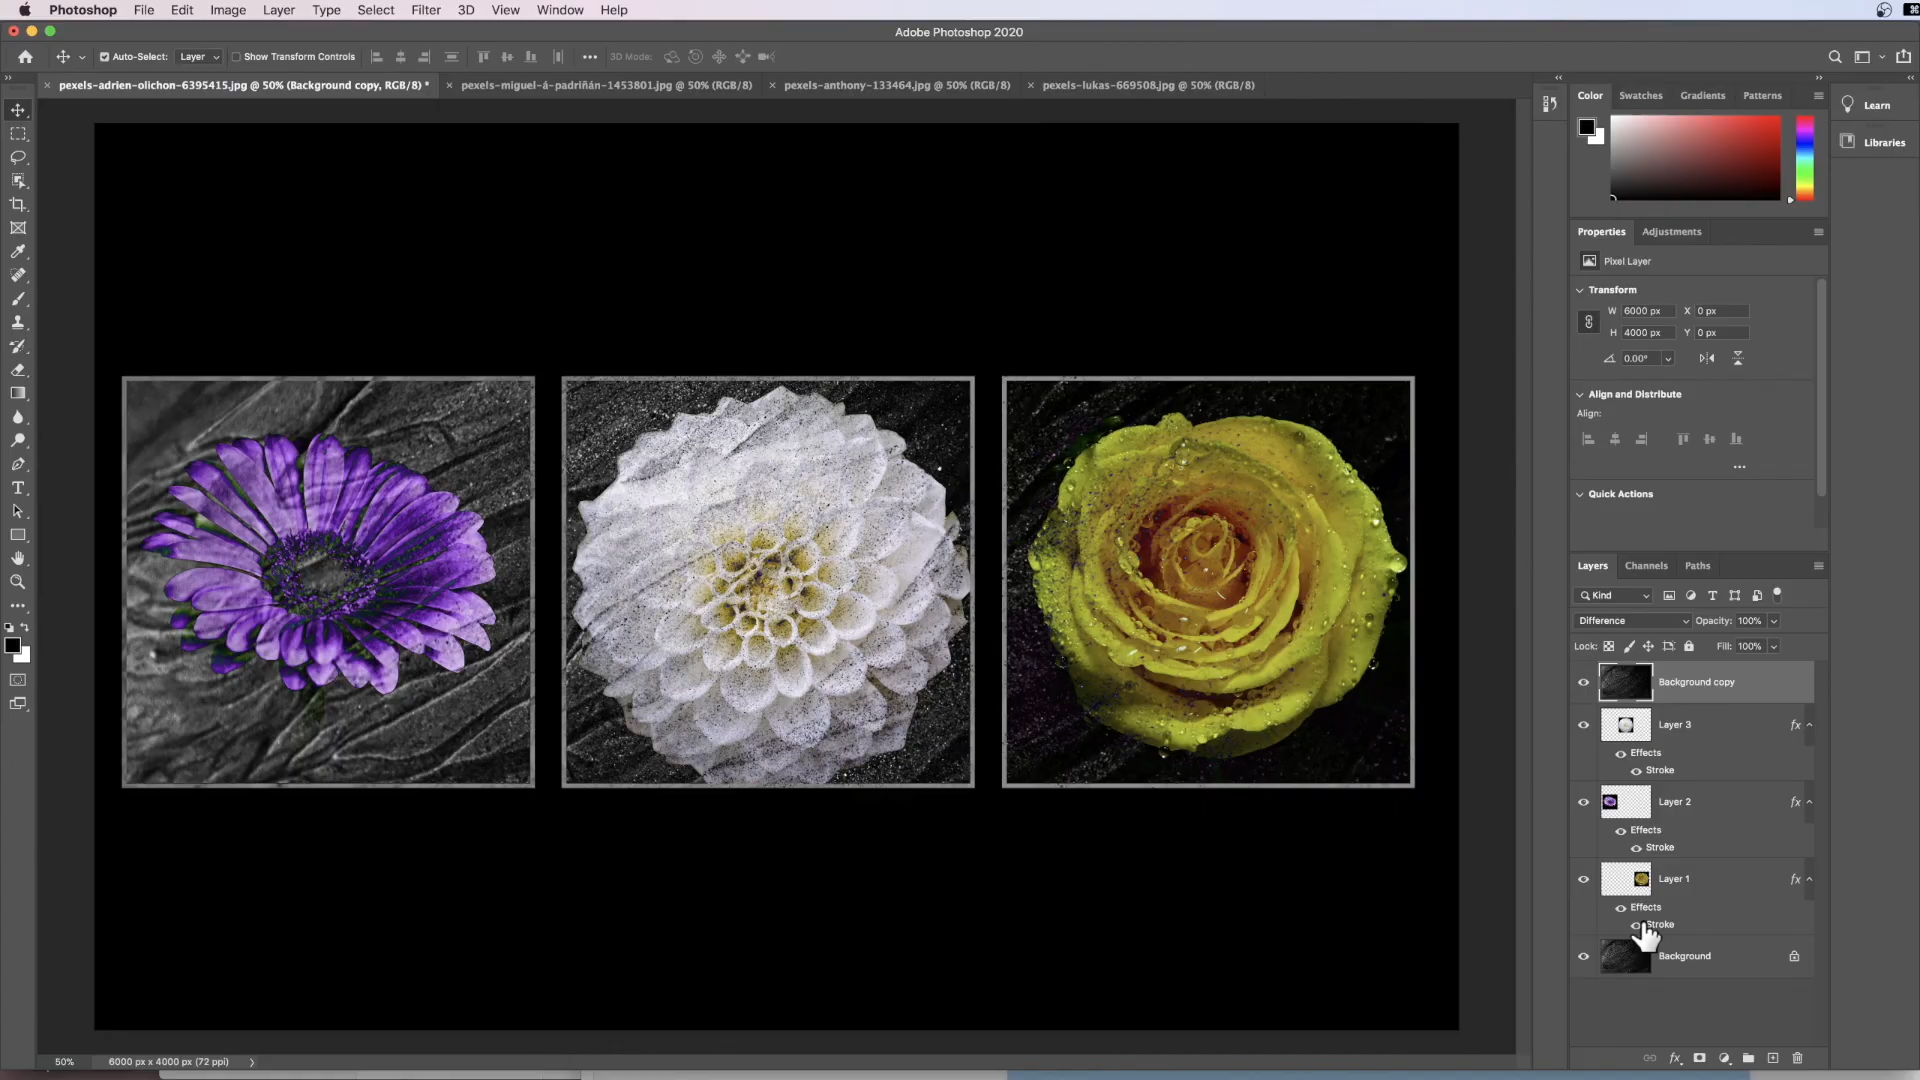 Photoshop File Edit Image Layer Type Select Filter 3D View Window Help
Adobe Photoshop 2020
Auto-Select: Layer Show Transform Controls 3D Mode:
pexels-adrien-olichon-6395415.jpg @ 50% (Background copy, RGB/8) * pexels-miguel-á-padriñán-1453801.jpg @ 50% (RGB/8) pexels-anthony-133464.jpg @ 50% (RGB/8) pexels-lukas-669508.jpg @ 50% (RGB/8)
Color Swatches Gradients Patterns
Learn
Libraries
Properties Adjustments
Pixel Layer
Transform
W 6000 px X 0 px
H 4000 px Y 0 px
0.00°
Align and Distribute
Align:
Quick Actions
Layers Channels Paths
Kind
Difference Opacity: 100%
Lock: Fill: 100%
Background copy
Layer 3 fx
Effects
Stroke
Layer 2 fx
Effects
Stroke
Layer 1 fx
Effects
Stroke
Background
50% 6000 px x 4000 px (72 ppi)
fx